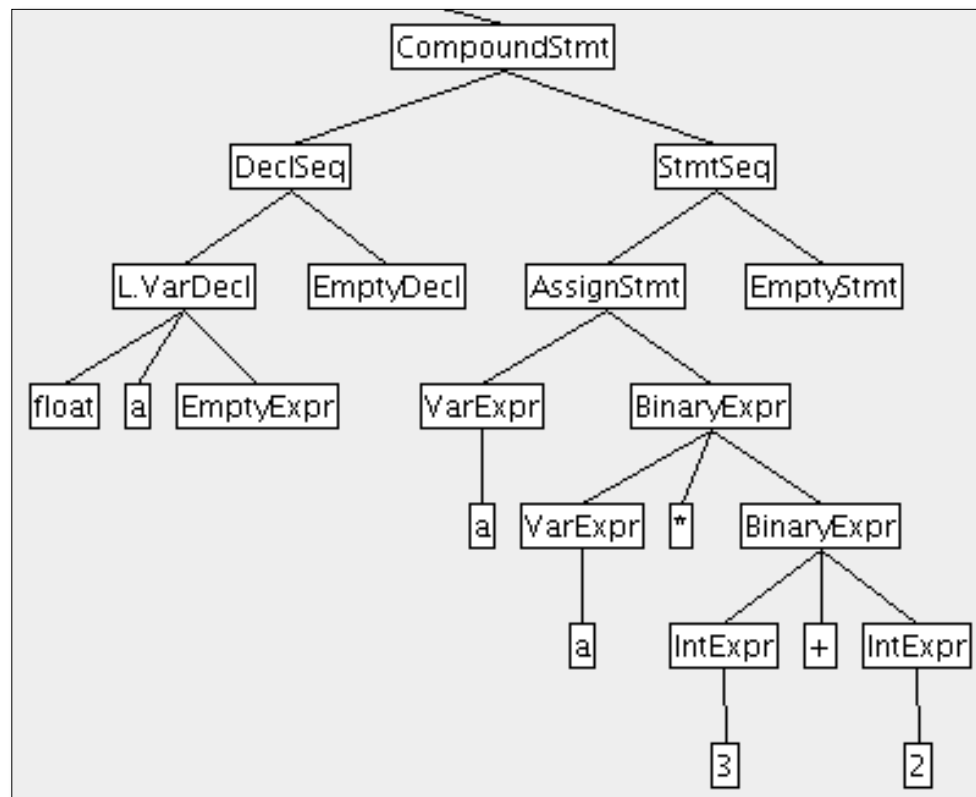 CompoundStmt
DeclSeq StmtSeq
L.VarDecl EmptyDecl AssignStmt EmptyStmt
float a EmptyExpr VarExpr BinaryExpr
a VarExpr * BinaryExpr
a IntExpr + IntExpr
3 2